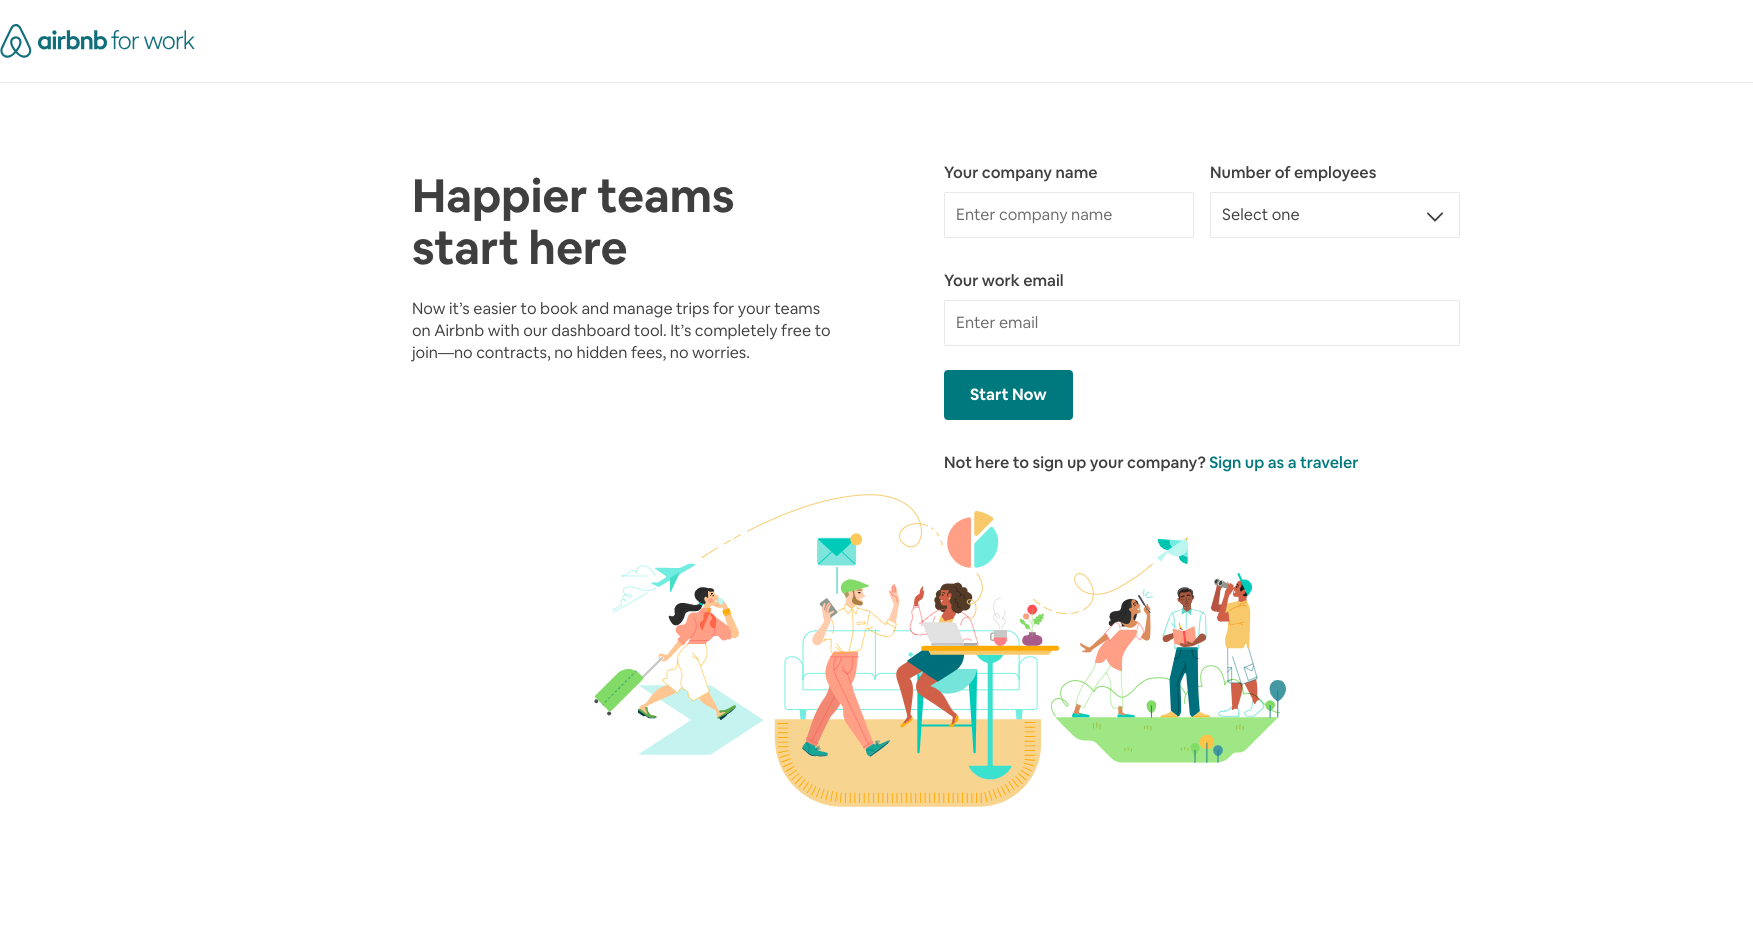 airbnb for work
Happier teams
start here
Now it’s easier to book and manage trips for your teams
on Airbnb with our dashboard tool. It’s completely free to
join—no contracts, no hidden fees, no worries.
Your company name
Number of employees
Enter company name
Select one
Your work email
Enter email
Start Now
Not here to sign up your company? Sign up as a traveler